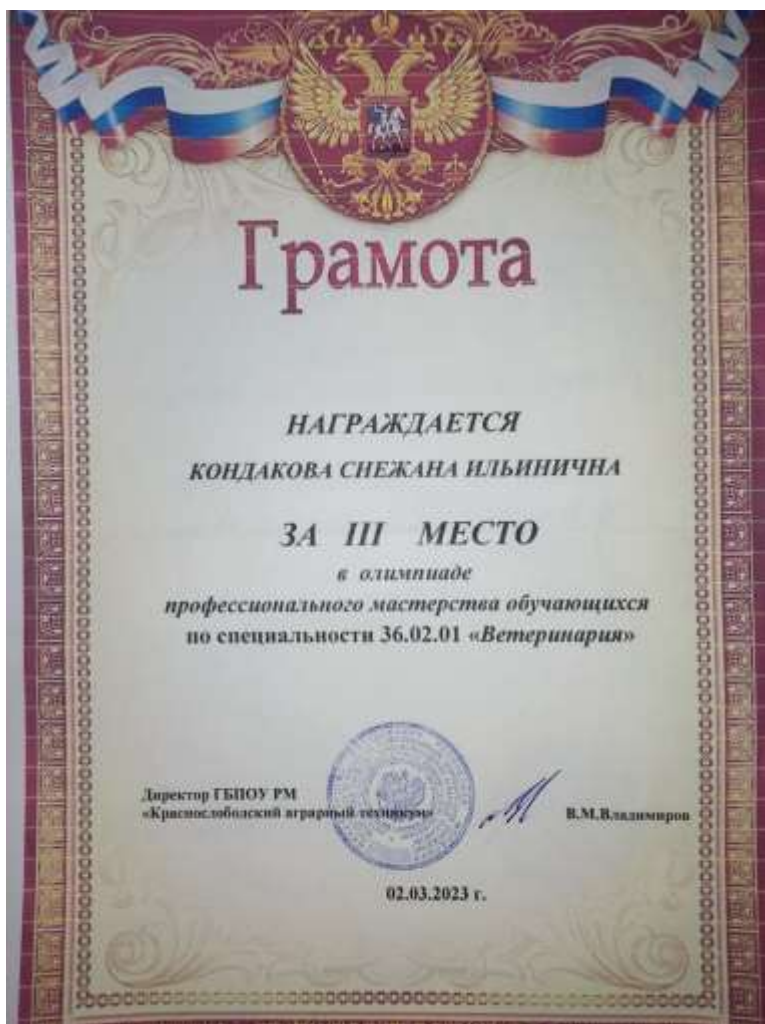 Грамота
НАГРАЖДАЕТСЯ
КОНДАКОВА СНЕЖАНА ИЛЬИНИЧНА
ЗА III МЕСТО
в олимпиаде
профессионального мастерства обучающихся
по специальности 36.02.01 «Ветеринария»
Директор ГБПОУ РМ
«Краснослободский аграрный техникум»
В.М.Владимиров
02.03.2023 г.